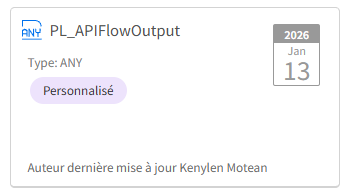 ANY PL_APIFlowOutput
2026
Jan
13
Type: ANY
Personnalisé
Auteur dernière mise à jour Kenylen Motean